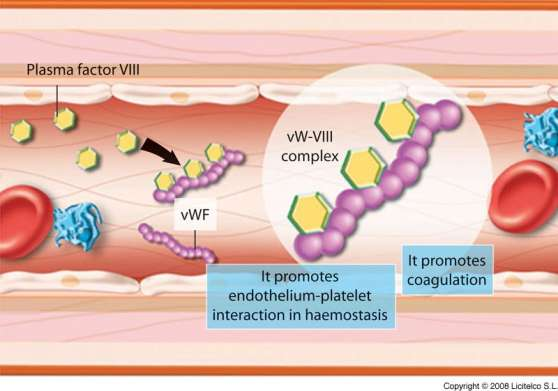 Plasma factor VIII
vW-VIII
complex
vWF
It promotes
endothelium-platelet
interaction in haemostasis
It promotes
coagulation
Copyright © 2008 Licitelco S.L.